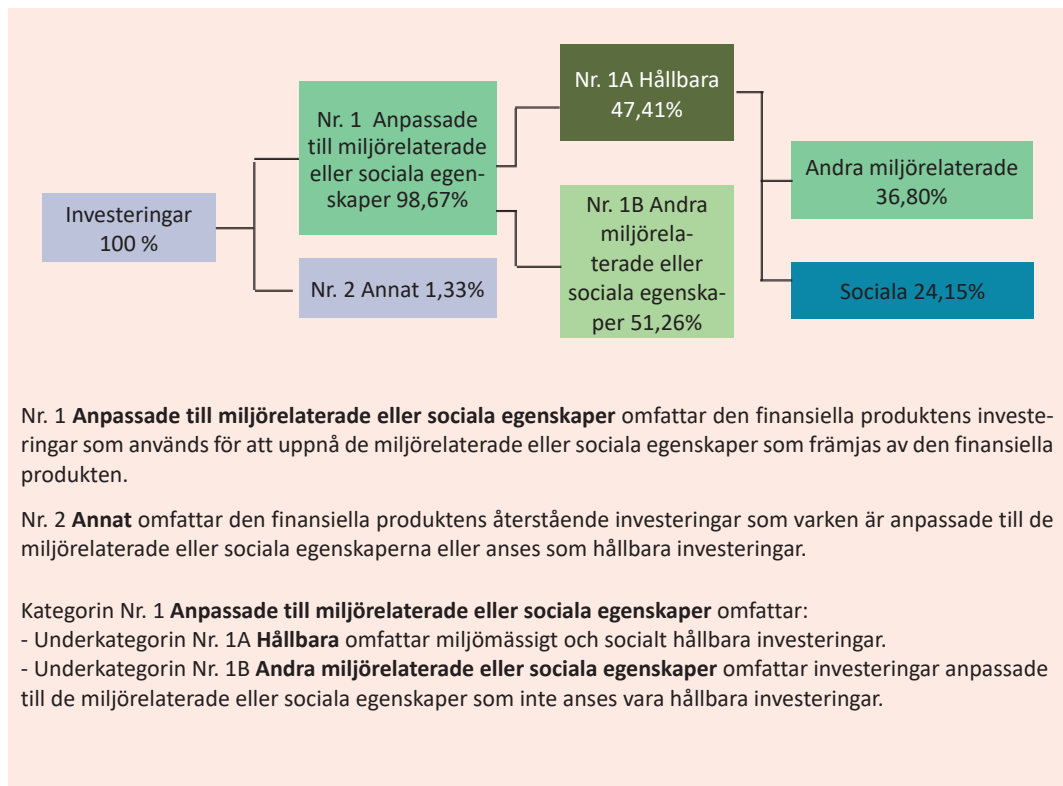 Investeringar
100 %
Nr. 1 Anpassade
till miljörelaterade
eller sociala egen-
skaper 98,67%
Nr. 2 Annat 1,33%
Nr. 1A Hållbara
47,41%
Nr. 1B Andra
miljörela-
terade eller
sociala egenska-
per 51,26%
Andra miljörelaterade
36,80%
Sociala 24,15%
Nr. 1 Anpassade till miljörelaterade eller sociala egenskaper omfattar den finansiella produktens investe-
ringar som används för att uppnå de miljörelaterade eller sociala egenskaper som främjas av den finansiella
produkten.
Nr. 2 Annat omfattar den finansiella produktens återstående investeringar som varken är anpassade till de
miljörelaterade eller sociala egenskaperna eller anses som hållbara investeringar.
Kategorin Nr. 1 Anpassade till miljörelaterade eller sociala egenskaper omfattar:
- Underkategorin Nr. 1A Hållbara omfattar miljömässigt och socialt hållbara investeringar.
- Underkategorin Nr. 1B Andra miljörelaterade eller sociala egenskaper omfattar investeringar anpassade
till de miljörelaterade eller sociala egenskaper som inte anses vara hållbara investeringar.